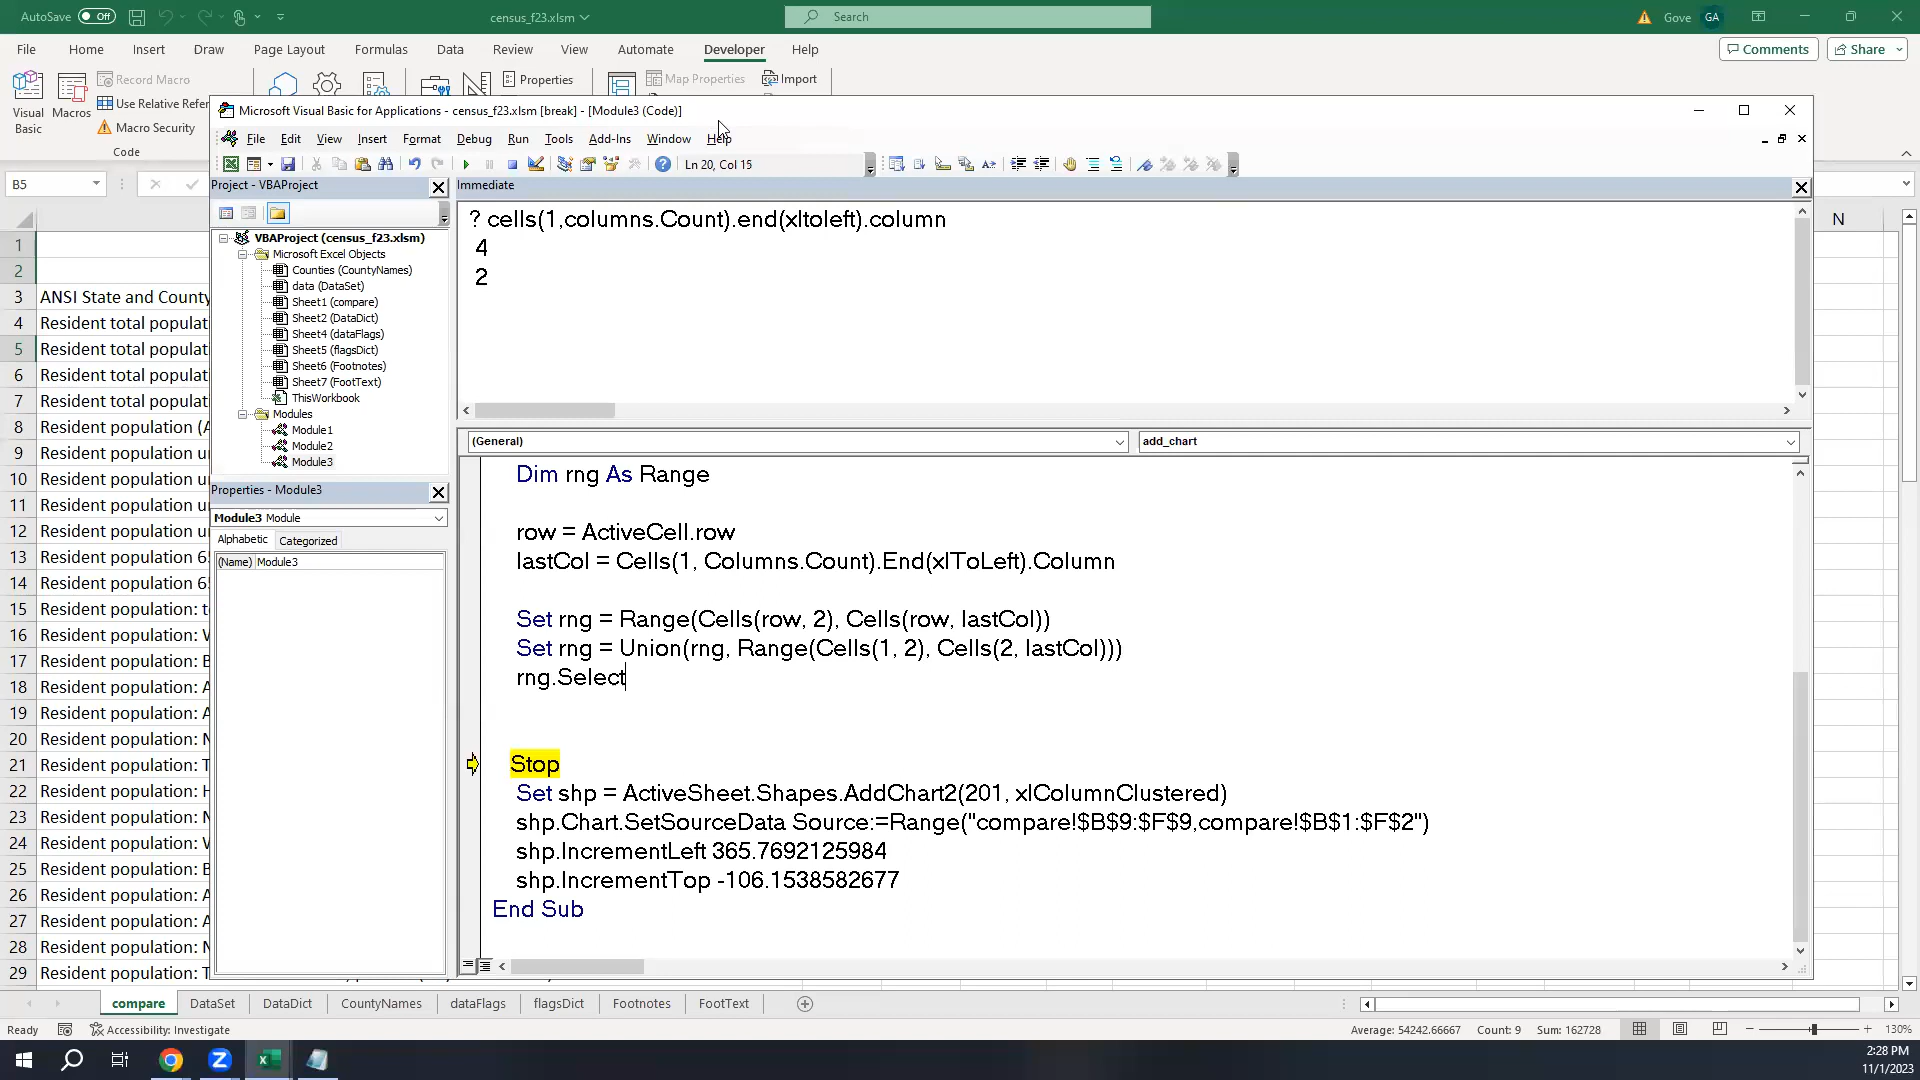 AutoSave Off
census_f23.xlsm
Search
Gove GA
File Home Insert Draw Page Layout Formulas Data Review View Automate Developer Help
Comments Share
Record Macro
Use Relative Refer
Macro Security
Visual Basic
Macros
Code
Properties
Map Properties
Import
Microsoft Visual Basic for Applications - census_f23.xlsm [break] - [Module3 (Code)]
File Edit View Insert Format Debug Run Tools Add-Ins Window Help
Ln 20, Col 15
B5
N
Project - VBAProject
VBAProject (census_f23.xlsm)
Microsoft Excel Objects
Counties (CountyNames)
data (DataSet)
Sheet1 (compare)
Sheet2 (DataDict)
Sheet4 (dataFlags)
Sheet5 (flagsDict)
Sheet6 (Footnotes)
Sheet7 (FootText)
ThisWorkbook
Modules
Module1
Module2
Module3
Properties - Module3
Module3 Module
Alphabetic Categorized
(Name) Module3
Immediate
? cells(1,columns.Count).end(xltoleft).column
4
2
(General)
add_chart
Dim rng As Range
row = ActiveCell.row
lastCol = Cells(1, Columns.Count).End(xlToLeft).Column
Set rng = Range(Cells(row, 2), Cells(row, lastCol))
Set rng = Union(rng, Range(Cells(1, 2), Cells(2, lastCol)))
rng.Select
Stop
Set shp = ActiveSheet.Shapes.AddChart2(201, xlColumnClustered)
shp.Chart.SetSourceData Source:=Range("compare!$B$9:$F$9,compare!$B$1:$F$2")
shp.IncrementLeft 365.7692125984
shp.IncrementTop -106.1538582677
End Sub
1
2
3 ANSI State and County
4 Resident total populat
5 Resident total populat
6 Resident total populat
7 Resident total populat
8 Resident population (A
9 Resident population un
10 Resident population un
11 Resident population un
12 Resident population un
13 Resident population 65
14 Resident population 65
15 Resident population: to
16 Resident population: W
17 Resident population: B
18 Resident population: A
19 Resident population: A
20 Resident population: N
21 Resident population: T
22 Resident population: H
23 Resident population: N
24 Resident population: W
25 Resident population: B
26 Resident population: A
27 Resident population: A
28 Resident population: N
29 Resident population: T
compare DataSet DataDict CountyNames dataFlags flagsDict Footnotes FootText
Ready
Accessibility: Investigate
Average: 54242.66667 Count: 9 Sum: 162728
130%
2:28 PM
11/1/2023